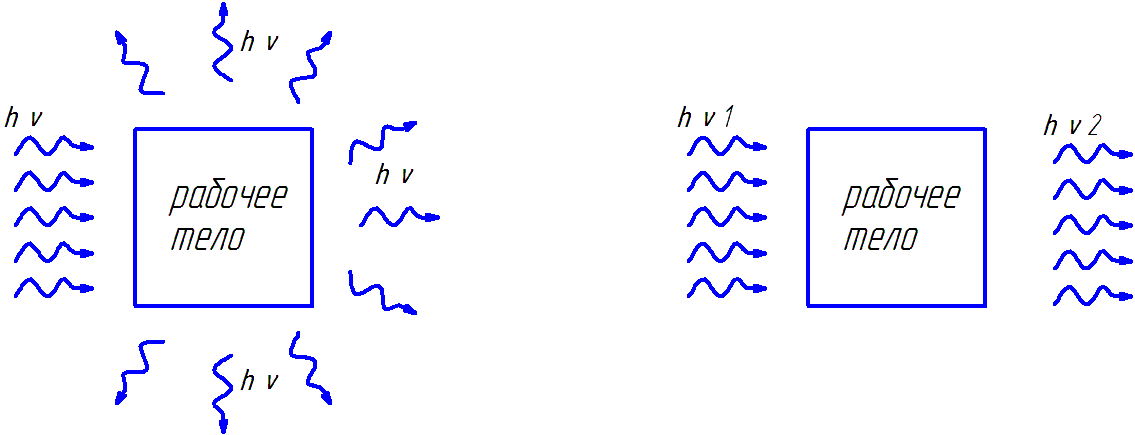 h v
h v
h v
рабочее
тело
h v
h v 1
h v 2
рабочее
тело